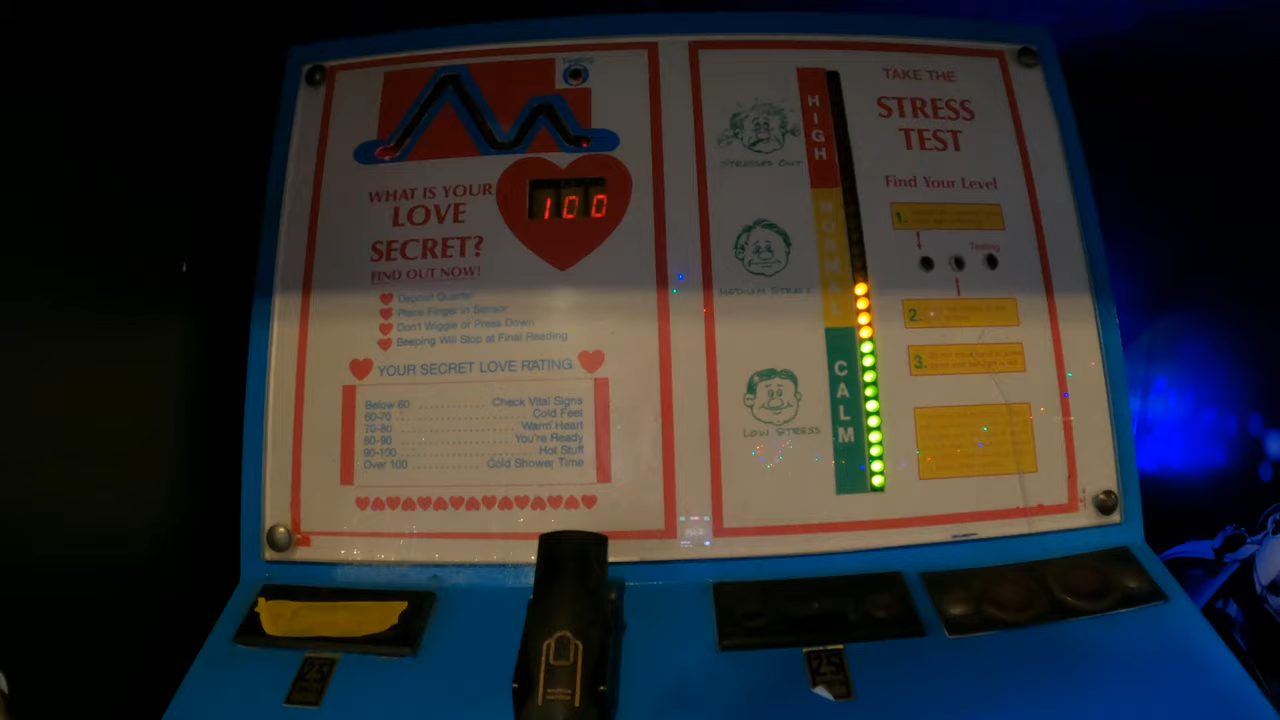 Testing
WHAT IS YOUR
LOVE
SECRET?
FIND OUT NOW!
100
Deposit Quarter
Place Finger in Sensor
Don't Wiggle or Press Down
Beeping Will Stop at Final Reading
YOUR SECRET LOVE RATING
Below 60 .................. Check Vital Signs
60-70 .................. Cold Feel
70-80 .................. Warm Heart
80-90 .................. You're Ready
90-100 .................. Hot Stuff
Over 100 .................. Cold Shower Time
HIGH
NORMAL
CALM
STRESSED OUT
MEDIUM STRESS
LOW STRESS
TAKE THE
STRESS
TEST
Find Your Level
1.
Testing
2.
3.
25
25